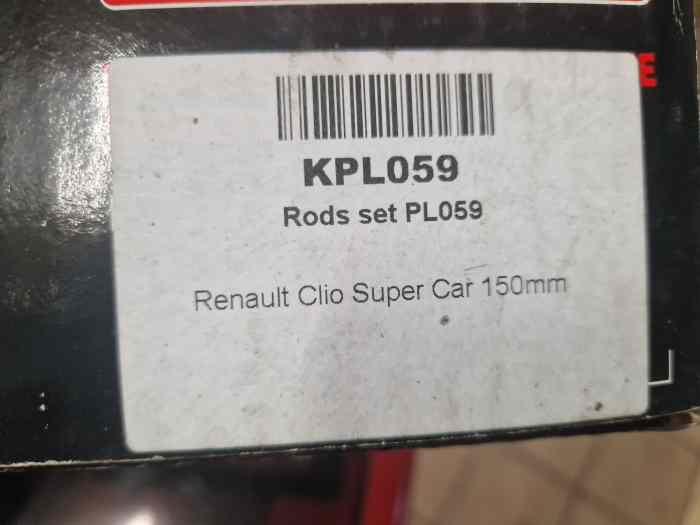 E
KPL059
Rods set PL059
Renault Clio Super Car 150mm